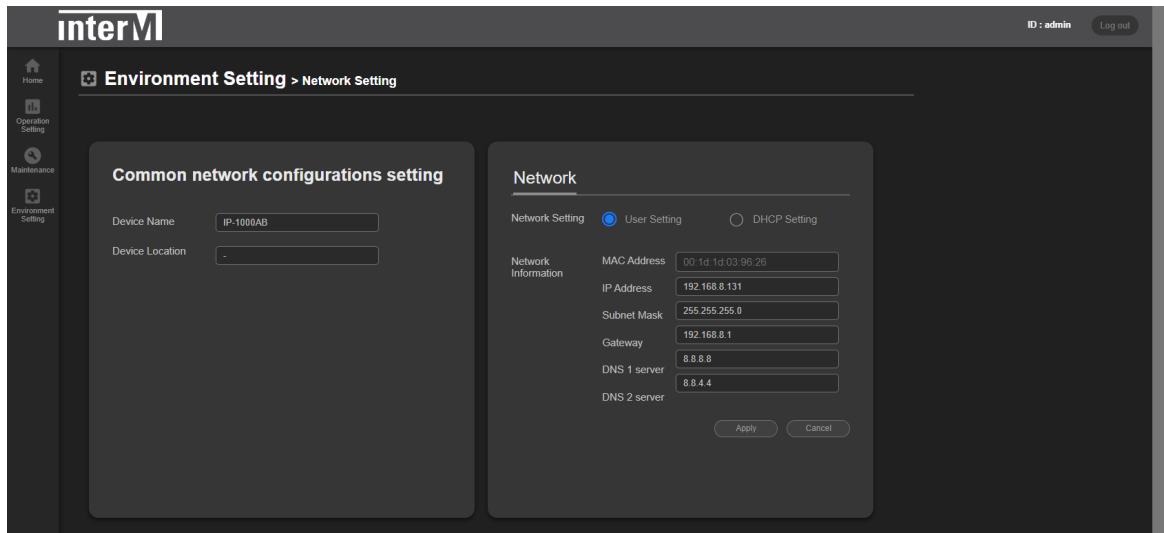 interM
ID : admin
Log out
Home
Operation
Setting
Maintenance
Environment
Setting
Environment Setting > Network Setting
Common network configurations setting
Device Name
IP-1000AB
Device Location
-
Network
Network Setting
User Setting
DHCP Setting
Network
Information
MAC Address
00:1d:1d:03:96:26
IP Address
192.168.8.131
Subnet Mask
255.255.255.0
Gateway
192.168.8.1
DNS 1 server
8.8.8.8
DNS 2 server
8.8.4.4
Apply
Cancel